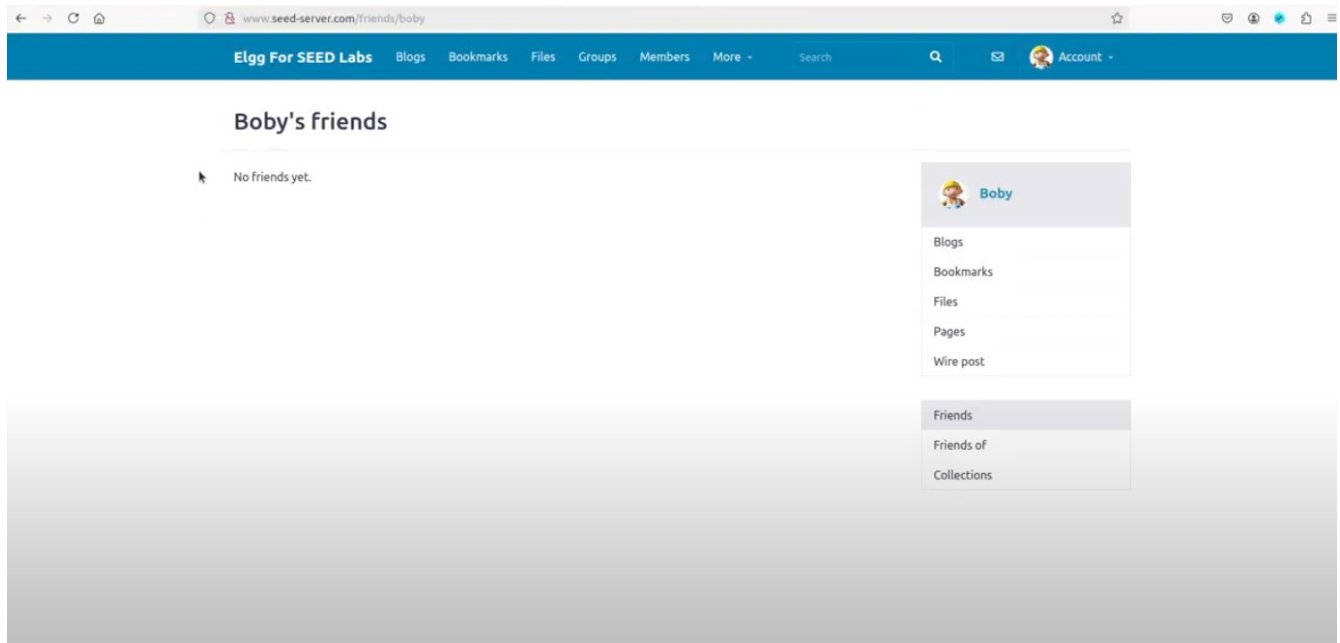 www.seed-server.com/friends/boby
Elgg For SEED Labs Blogs Bookmarks Files Groups Members More Search Account
Boby's friends
No friends yet.
Boby
Blogs
Bookmarks
Files
Pages
Wire post
Friends
Friends of
Collections